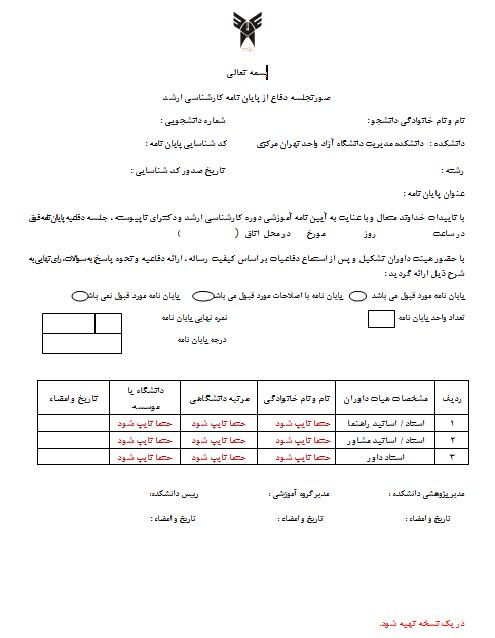 بسمه تعالی
صورتجلسه دفاع از پایان نامه کارشناسی ارشد
نام و نام خانوادگی دانشجو : شماره دانشجویی :
دانشکده : دانشکده مدیریت دانشگاه آزاد واحد تهران مرکزی کد شناسایی پایان نامه :
رشته : تاریخ صدور کد شناسایی :
عنوان پایان نامه :
با تاییدات خداوند متعال و با عنایت به آیین نامه آموزشی دوره کارشناسی ارشد و دکترای ناپیوسته ، جلسه دفاعیه پایان نامه فوق
در ساعت روز مورخ در محل اتاق ( )
با حضور هیئت داوران تشکیل و پس از استماع دفاعیات بر اساس کیفیت رساله ، ارائه دفاعیه و نحوه پاسخ به سوالات، رای نهایی به
شرح ذیل ارائه گردید :
پایان نامه مورد قبول می باشد پایان نامه با اصلاحات مورد قبول می باشد پایان نامه مورد قبول نمی باشد
تعداد واحد پایان نامه نمره نهایی پایان نامه
درجه پایان نامه
ردیف مشخصات هیات داوران نام و نام خانوادگی مرتبه دانشگاهی دانشگاه یا موسسه تاریخ و امضاء
۱ استاد / اساتید راهنما حتما تایپ شود حتما تایپ شود حتما تایپ شود
۲ استاد / اساتید مشاور حتما تایپ شود حتما تایپ شود حتما تایپ شود
۳ استاد داور حتما تایپ شود حتما تایپ شود حتما تایپ شود
مدیر پژوهشی دانشکده : مدیر گروه آموزشی : رییس دانشکده:
تاریخ و امضاء : تاریخ و امضاء : تاریخ و امضاء :
در یک نسخه تهیه شود.